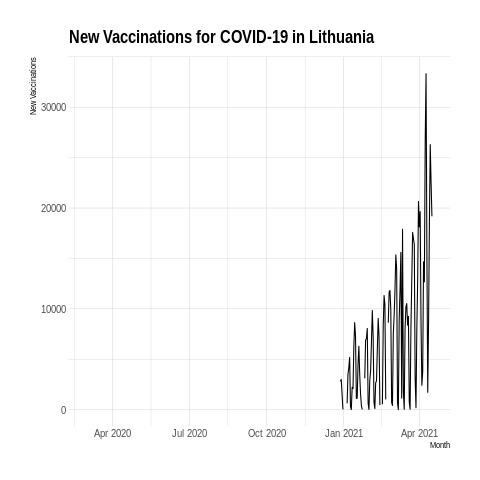 New Vaccinations for COVID-19 in Lithuania
New Vaccinations
30000
20000
10000
0
Apr 2020 Jul 2020 Oct 2020 Jan 2021 Apr 2021
Month